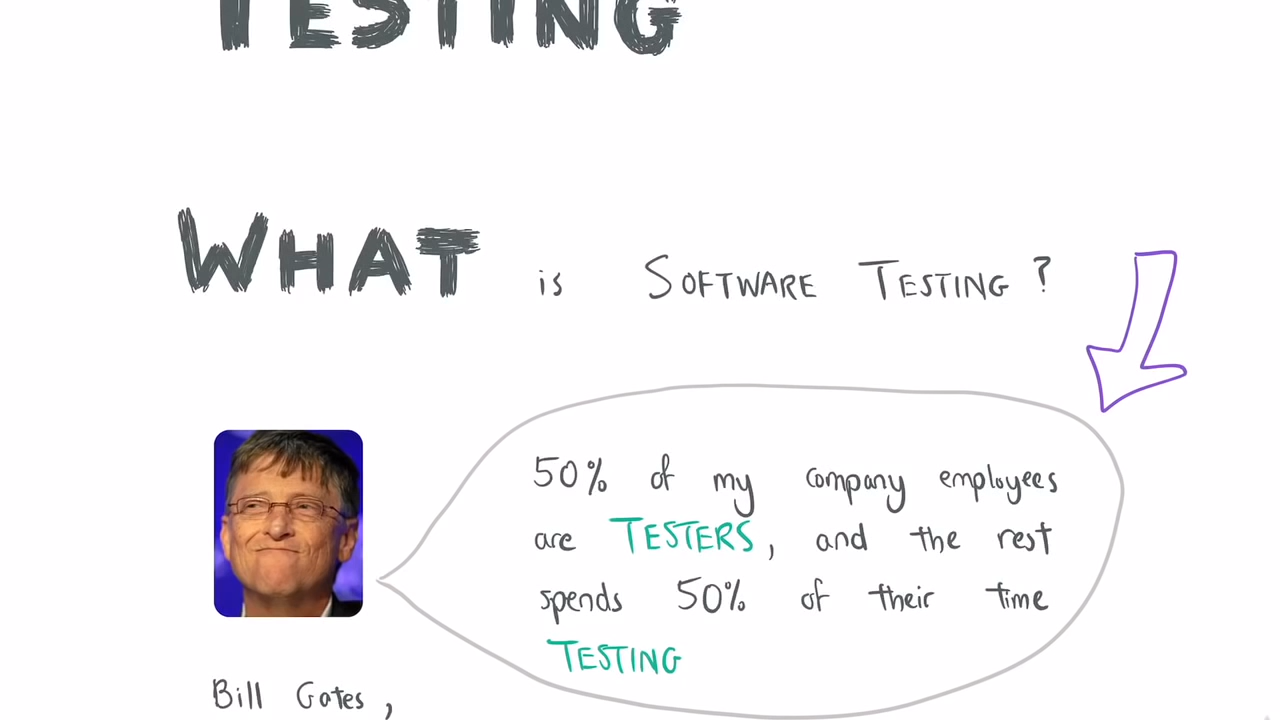 TESTING
WHAT is SOFTWARE TESTING?
50% of my company employees
are TESTERS, and the rest
spends 50% of their time
TESTING
Bill Gates,